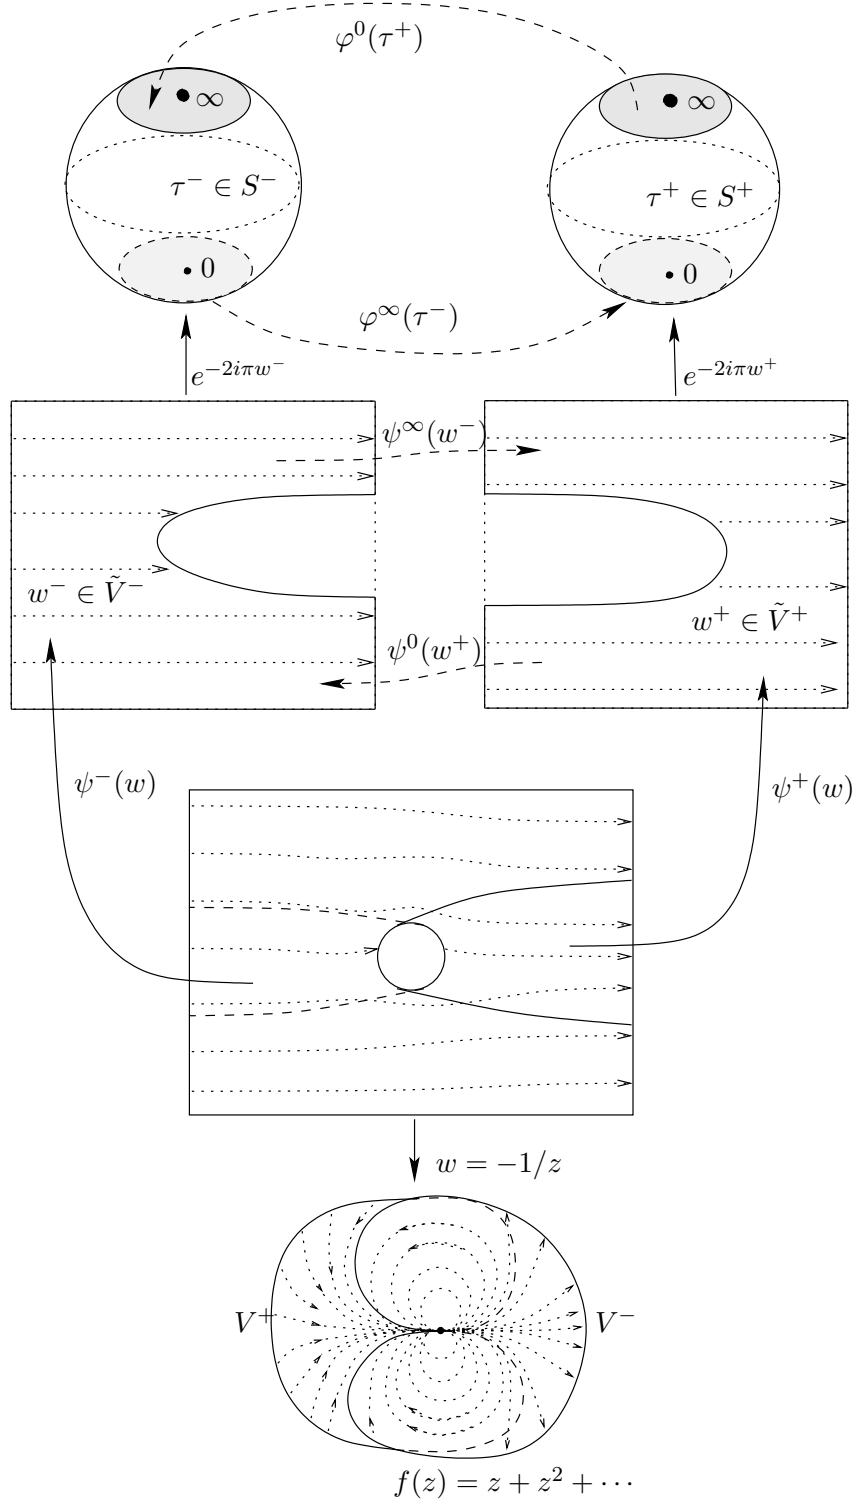 φ⁰(τ⁺)
∞
∞
τ⁻ ∈ S⁻
τ⁺ ∈ S⁺
0
0
φ^∞(τ⁻)
e^{-2iπw⁻}
e^{-2iπw⁺}
ψ^∞(w⁻)
w⁻ ∈ Ṽ⁻
w⁺ ∈ Ṽ⁺
ψ⁰(w⁺)
ψ⁻(w)
ψ⁺(w)
w = −1/z
V⁺
V⁻
f(z) = z + z² + ⋯